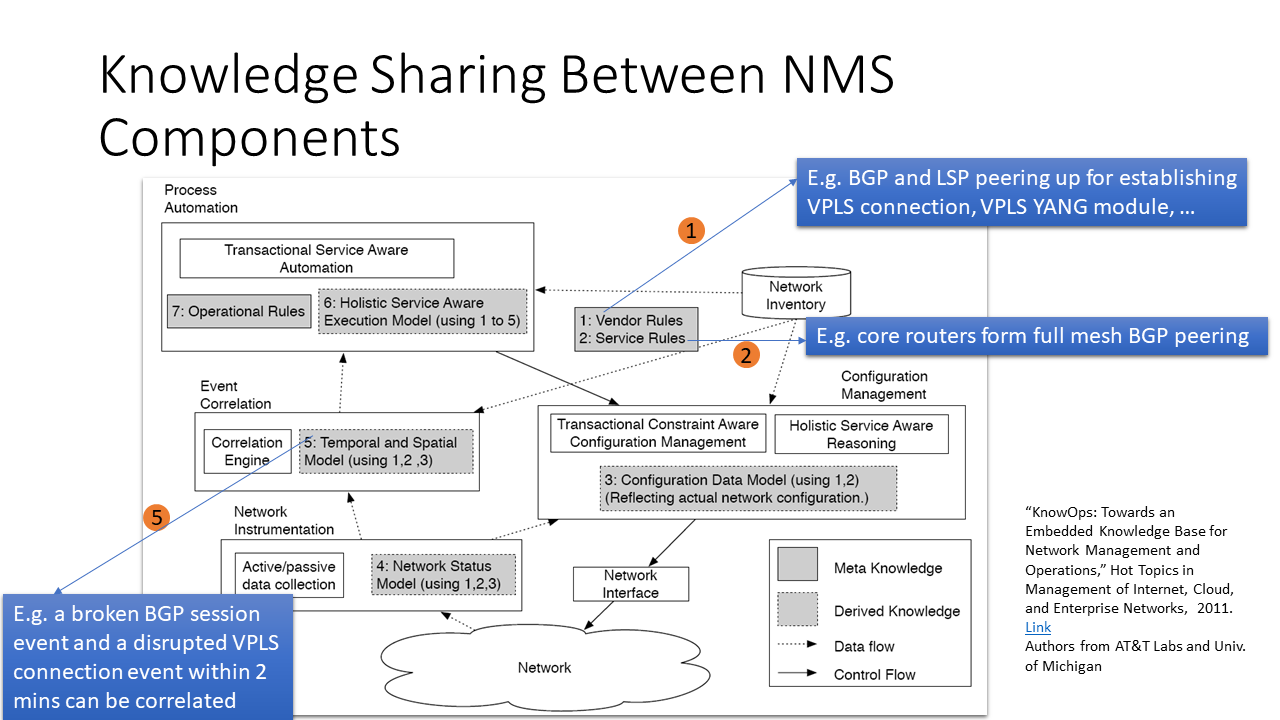 Knowledge Sharing Between NMS
Components
E.g. BGP and LSP peering up for establishing
VPLS connection, VPLS YANG module, …
Process
Automation
1
Transactional Service Aware
Automation
7: Operational Rules
6: Holistic Service Aware
Execution Model (using 1 to 5)
Network
Inventory
1: Vendor Rules
2: Service Rules
E.g. core routers form full mesh BGP peering
2
Event
Correlation
Correlation
Engine
5: Temporal and Spatial
Model (using 1,2 ,3)
Configuration
Management
Transactional Constraint Aware
Configuration Management
Holistic Service Aware
Reasoning
3: Configuration Data Model (using 1,2)
(Reflecting actual network configuration.)
5
Network
Instrumentation
Active/passive
data collection
4: Network Status
Model (using 1,2,3)
Network
Interface
Network
Meta Knowledge
Derived Knowledge
Data flow
Control Flow
E.g. a broken BGP session
event and a disrupted VPLS
connection event within 2
mins can be correlated
“KnowOps: Towards an
Embedded Knowledge Base for
Network Management and
Operations,” Hot Topics in
Management of Internet, Cloud,
and Enterprise Networks, 2011.
Link
Authors from AT&T Labs and Univ.
of Michigan